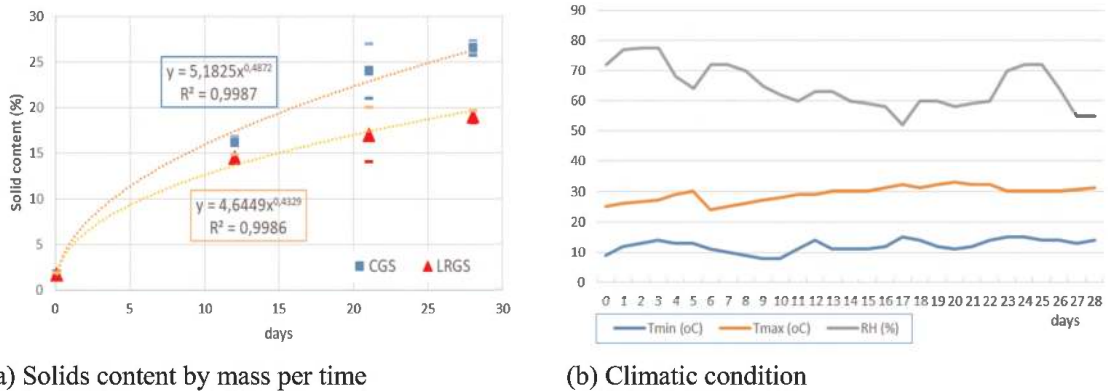 30
25
20
15
10
5
0
Solid content (%)
y = 5,1825x^0,4872
R² = 0,9987
y = 4,6449x^0,4329
R² = 0,9986
CGS LRGS
0 5 10 15 20 25 30
days
a) Solids content by mass per time
90
80
70
60
50
40
30
20
10
0
0 1 2 3 4 5 6 7 8 9 10 11 12 13 14 15 16 17 18 19 20 21 22 23 24 25 26 27 28
days
Tmin (oC) Tmax (oC) RH (%)
(b) Climatic condition